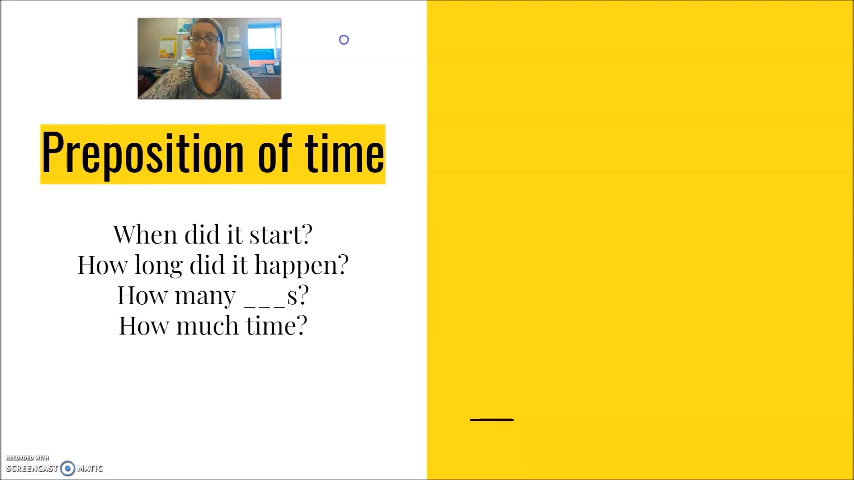 Preposition of time
When did it start?
How long did it happen?
How many ___s?
How much time?
RECORDED WITH
SCREENCAST MATIC